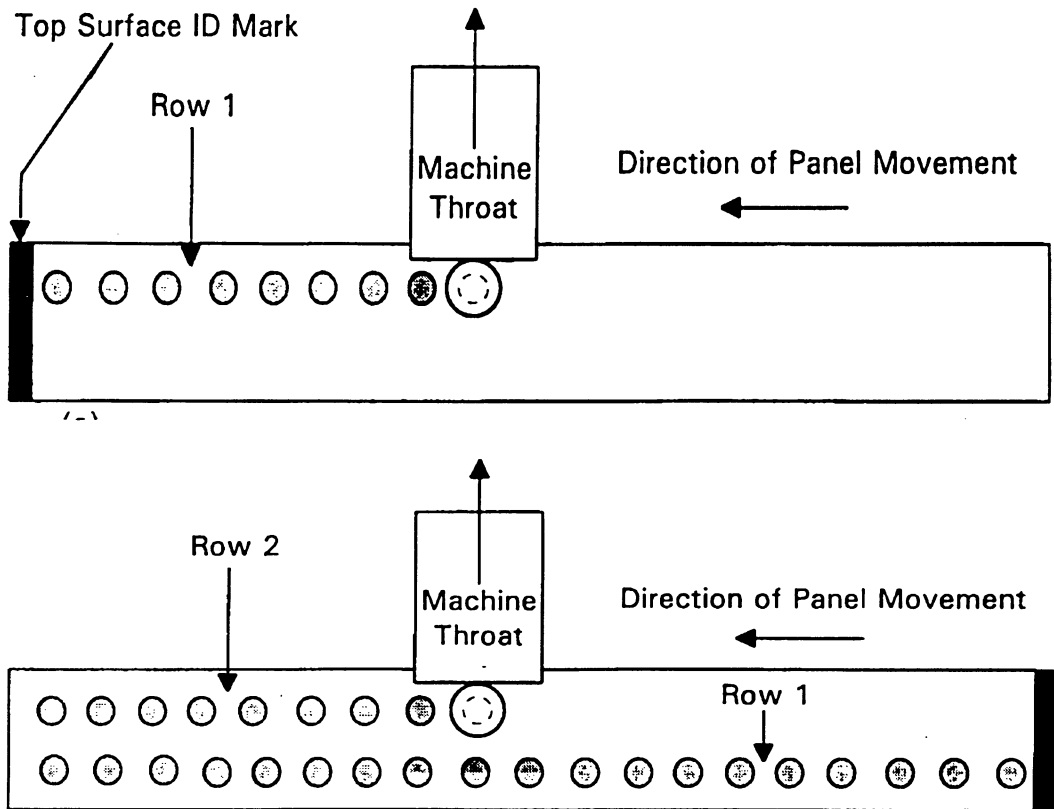 Top Surface ID Mark
Row 1
Machine
Throat
Direction of Panel Movement
Row 2
Machine
Throat
Direction of Panel Movement
Row 1